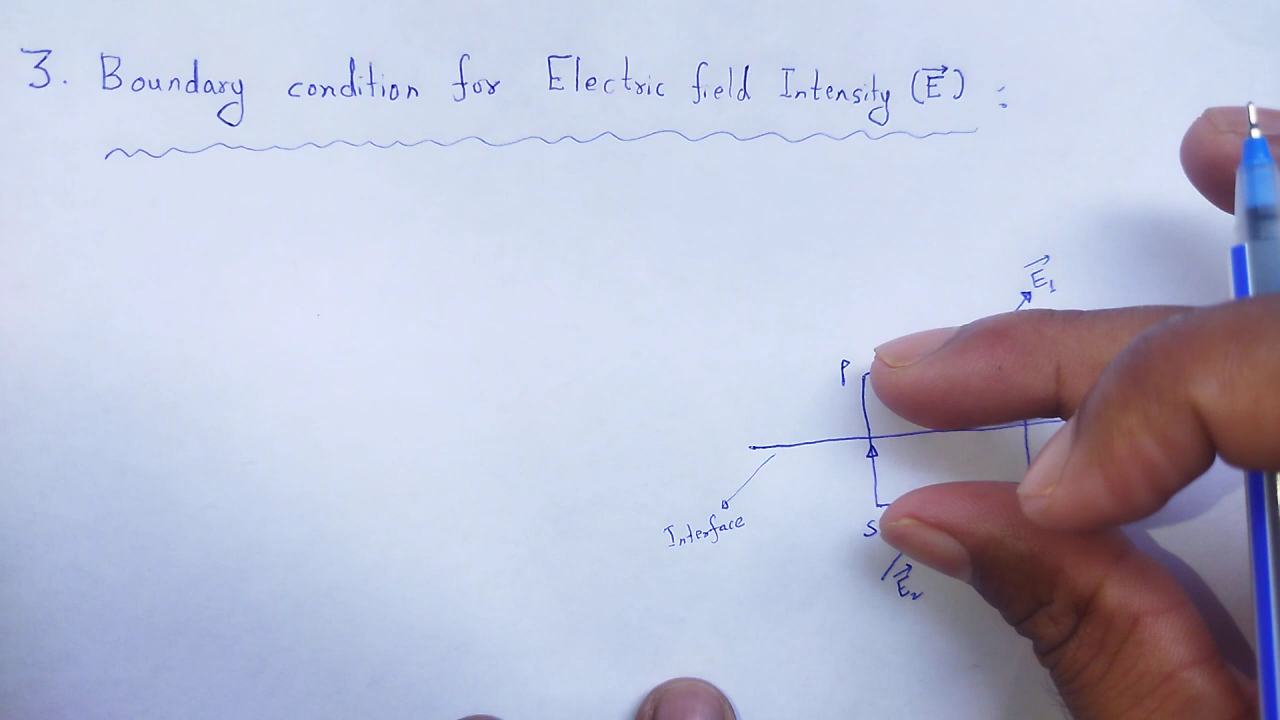 3. Boundary condition for Electric field Intensity (E⃗) :
E⃗₁
P
Interface
S
E⃗₂